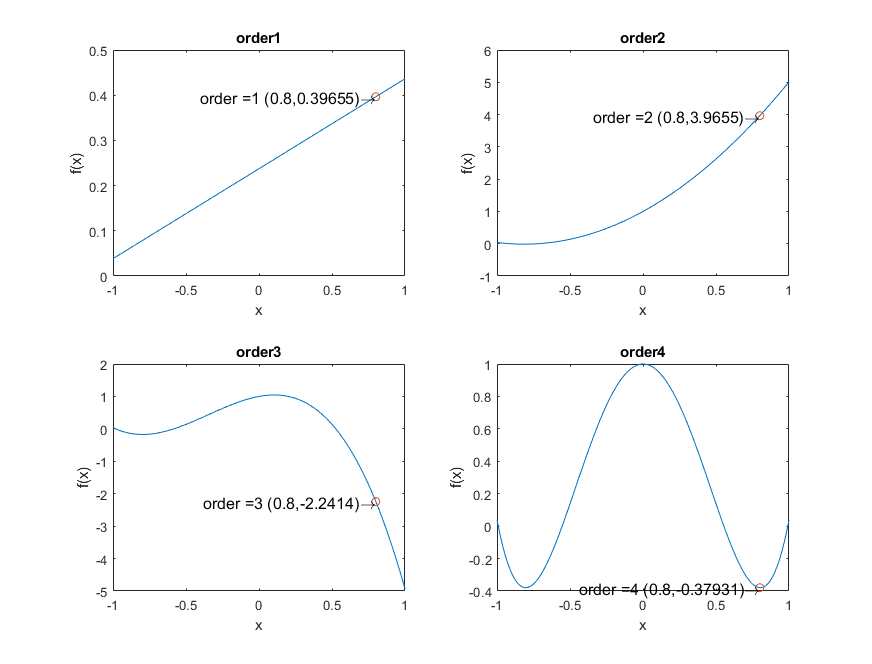 order1
0.5
0.4
0.3
0.2
0.1
0
f(x)
order =1 (0.8,0.39655)
-1 -0.5 0 0.5 1
x
order2
6
5
4
3
2
1
0
-1
f(x)
order =2 (0.8,3.9655)
-1 -0.5 0 0.5 1
x
order3
2
1
0
-1
-2
-3
-4
-5
f(x)
order =3 (0.8,-2.2414)
-1 -0.5 0 0.5 1
x
order4
1
0.8
0.6
0.4
0.2
0
-0.2
-0.4
f(x)
order =4 (0.8,-0.37931)
-1 -0.5 0 0.5 1
x